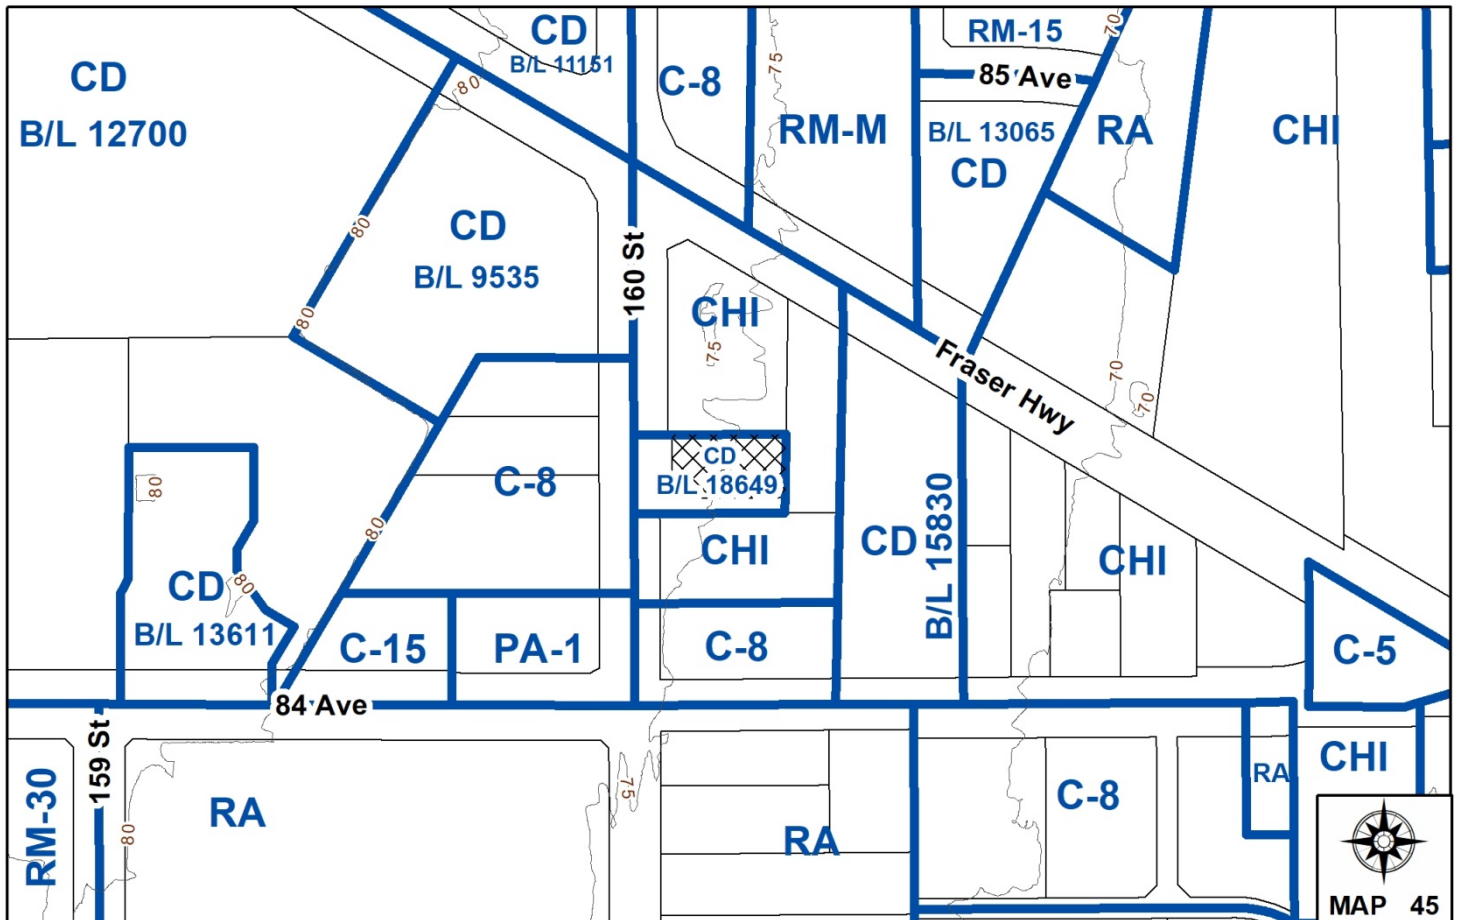 CD
B/L 12700
CD
B/L 11151
80
C-8
75
RM-M
RM-15
85 Ave
70
B/L 13065
CD
RA
CHI
80
CD
B/L 9535
160 St
80
CHI
75
Fraser Hwy
70
70
C-8
CD
B/L 18649
CHI
CD
B/L 15830
CHI
80
80
CD
80
B/L 13611
C-15
PA-1
C-8
C-5
84 Ave
159 St
RM-30
80
RA
75
RA
C-8
RA
CHI
MAP 45